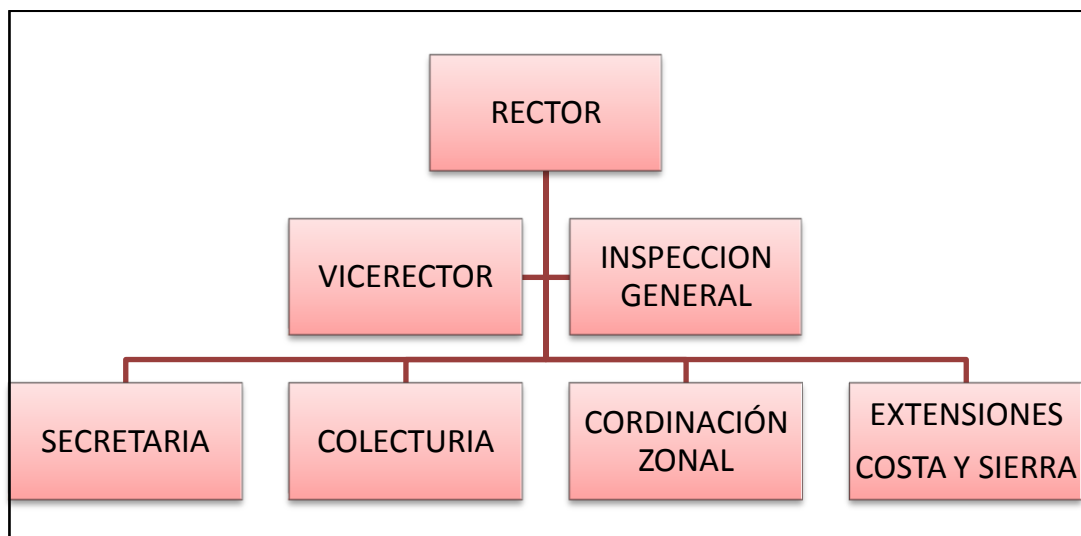 RECTOR
VICERECTOR
INSPECCION
GENERAL
SECRETARIA
COLECTURIA
CORDINACIÓN
ZONAL
EXTENSIONES
COSTA Y SIERRA